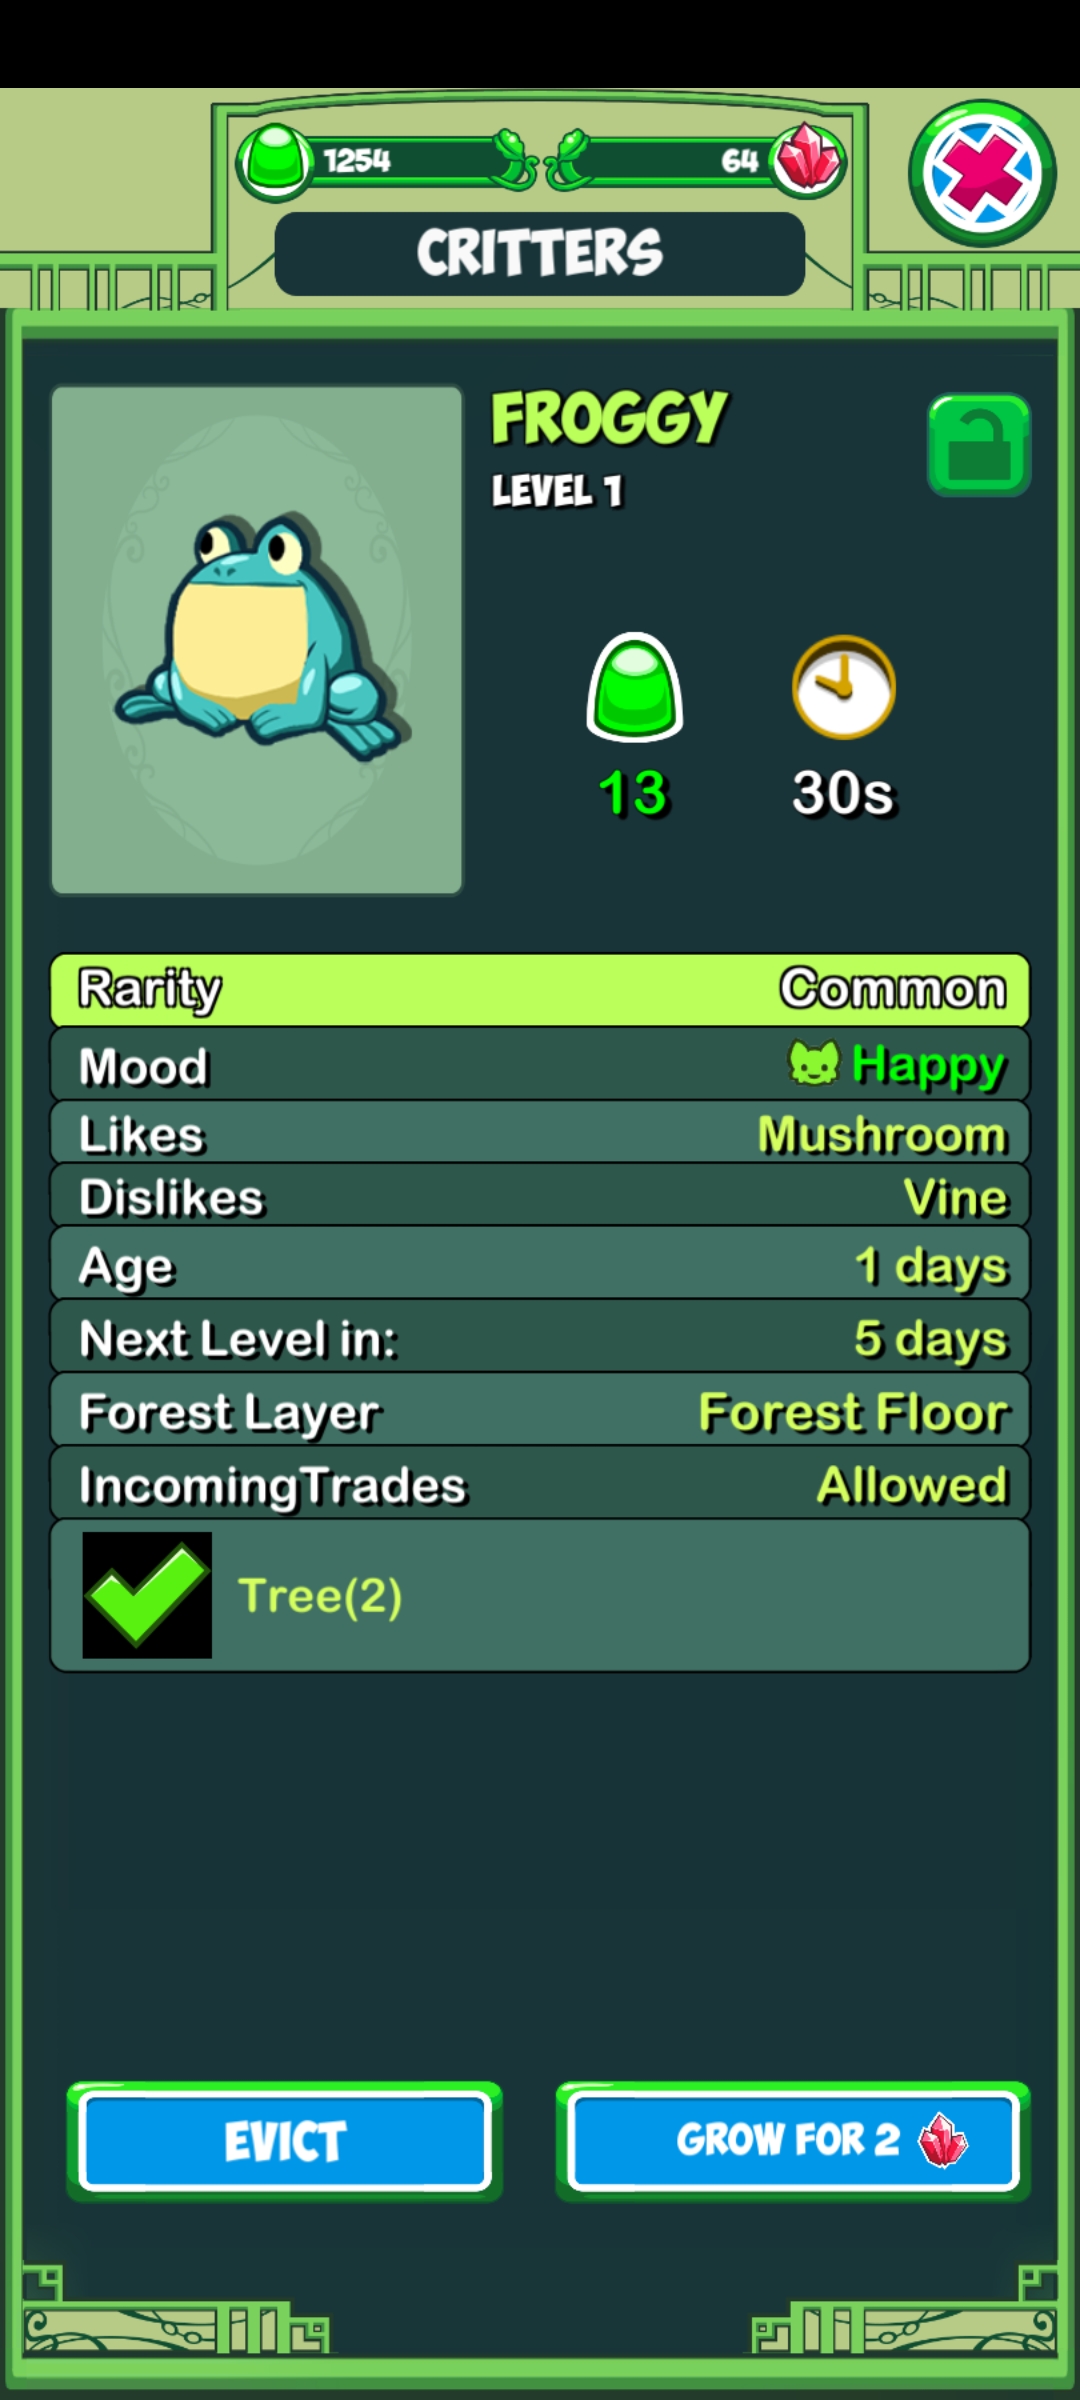 1254
64
CRITTERS
FROGGY
LEVEL 1
13
30s
Rarity Common
Mood Happy
Likes Mushroom
Dislikes Vine
Age 1 days
Next Level in: 5 days
Forest Layer Forest Floor
IncomingTrades Allowed
Tree(2)
EVICT
GROW FOR 2